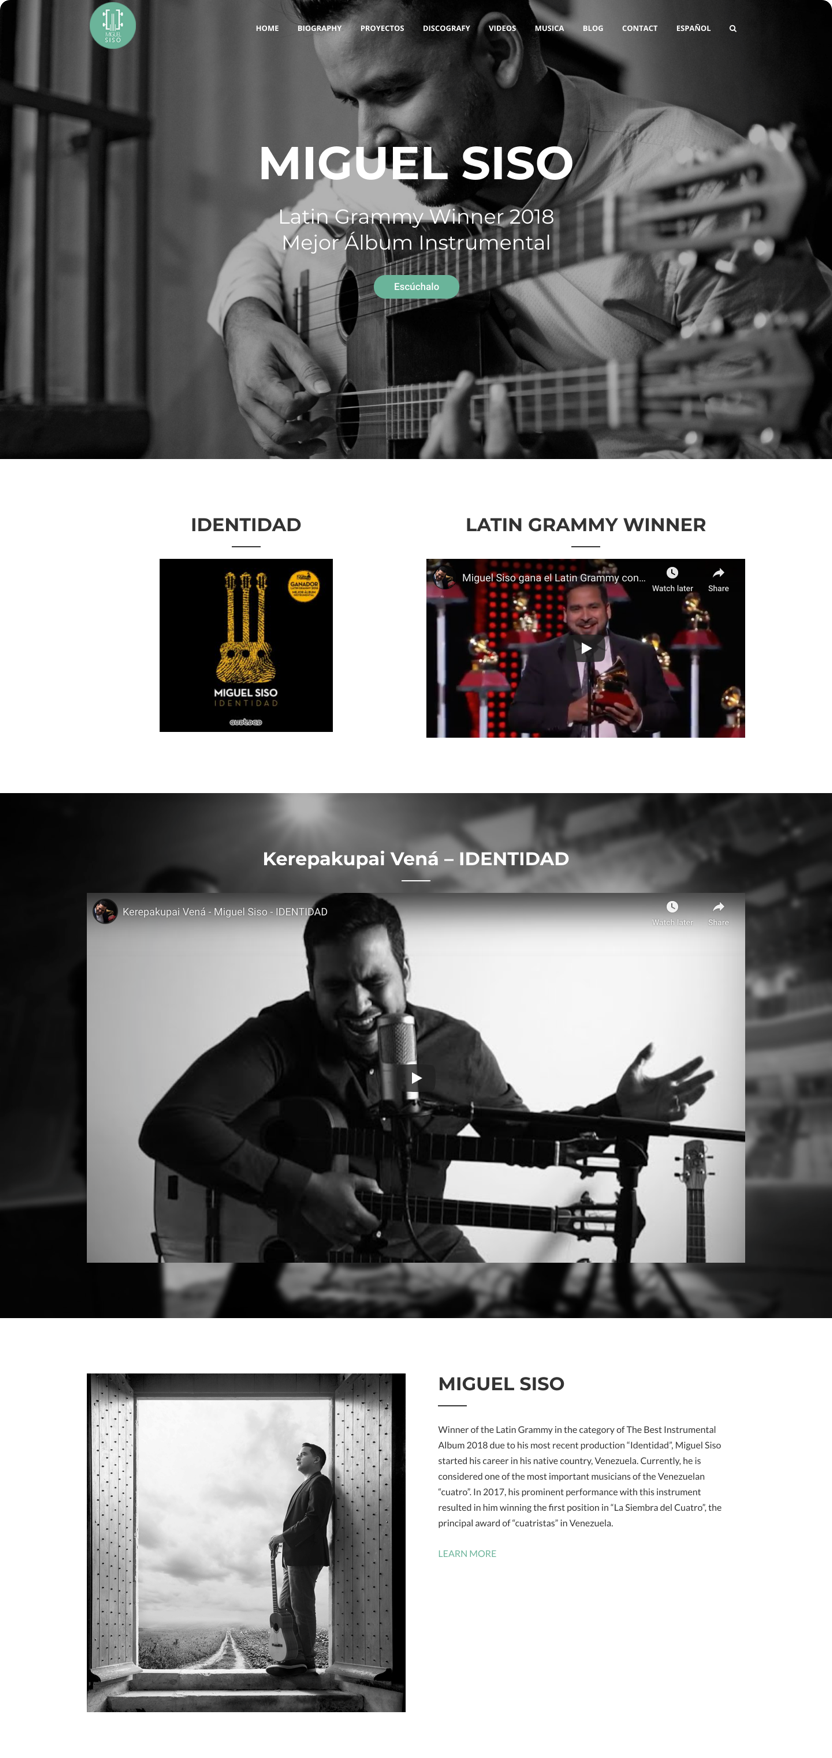 MIGUEL
SISO
HOME BIOGRAPHY PROYECTOS DISCOGRAFY VIDEOS MUSICA BLOG CONTACT ESPAÑOL
MIGUEL SISO
Latin Grammy Winner 2018
Mejor Álbum Instrumental
Escúchalo
IDENTIDAD
GANADOR
MIGUEL SISO
IDENTIDAD
LATIN GRAMMY WINNER
Miguel Siso gana el Latin Grammy con...
Watch later
Share
Kerepakupai Vená – IDENTIDAD
Kerepakupai Vená - Miguel Siso - IDENTIDAD
Watch later
Share
MIGUEL SISO
Winner of the Latin Grammy in the category of The Best Instrumental
Album 2018 due to his most recent production “Identidad”, Miguel Siso
started his career in his native country, Venezuela. Currently, he is
considered one of the most important musicians of the Venezuelan
“cuatro”. In 2017, his prominent performance with this instrument
resulted in him winning the first position in “La Siembra del Cuatro”, the
principal award of “cuatristas” in Venezuela.
LEARN MORE